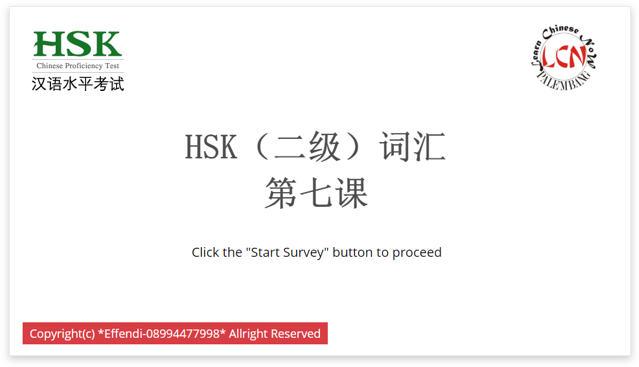 HSK
Chinese Proficiency Test
汉语水平考试
Learn Chinese Now
LCN
PALEMBANG
HSK（二级）词汇
第七课
Click the "Start Survey" button to proceed
Copyright(c) *Effendi-08994477998* Allright Reserved